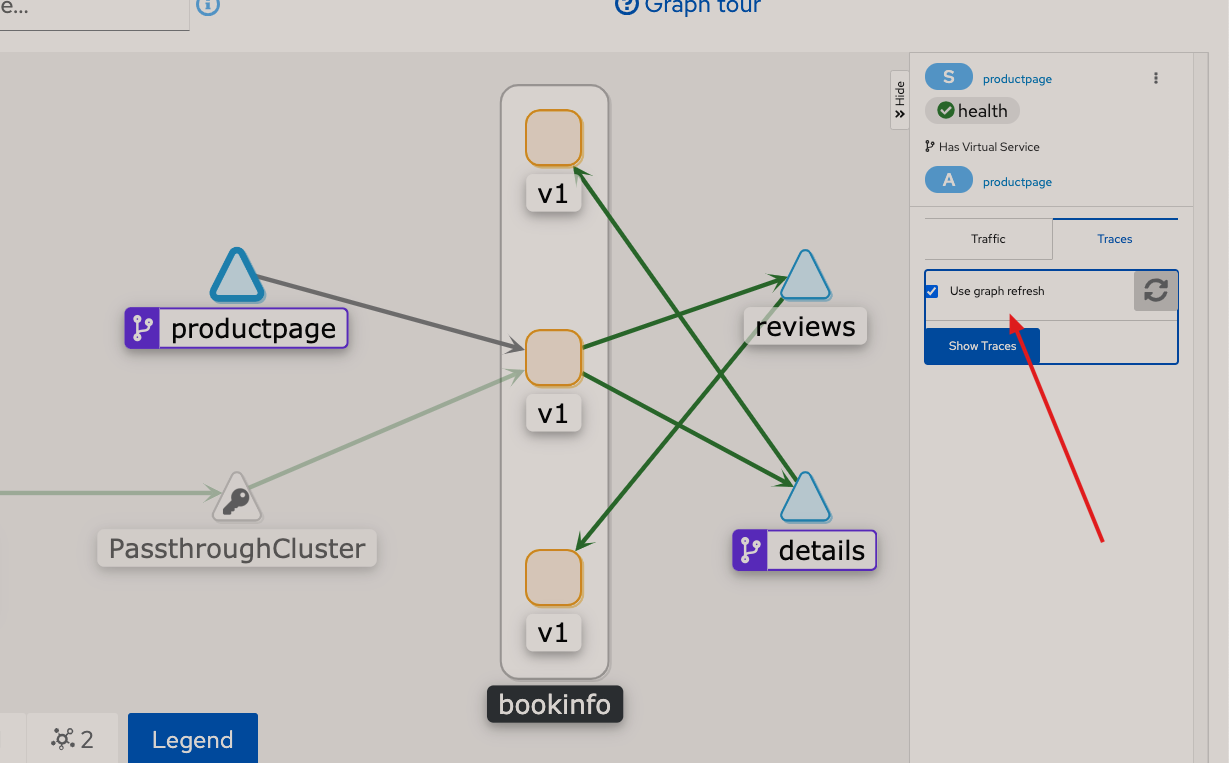 e...
Graph tour
Hide
S productpage
health
Has Virtual Service
A productpage
Traffic
Traces
Use graph refresh
Show Traces
v1
productpage
reviews
v1
PassthroughCluster
details
v1
bookinfo
2
Legend